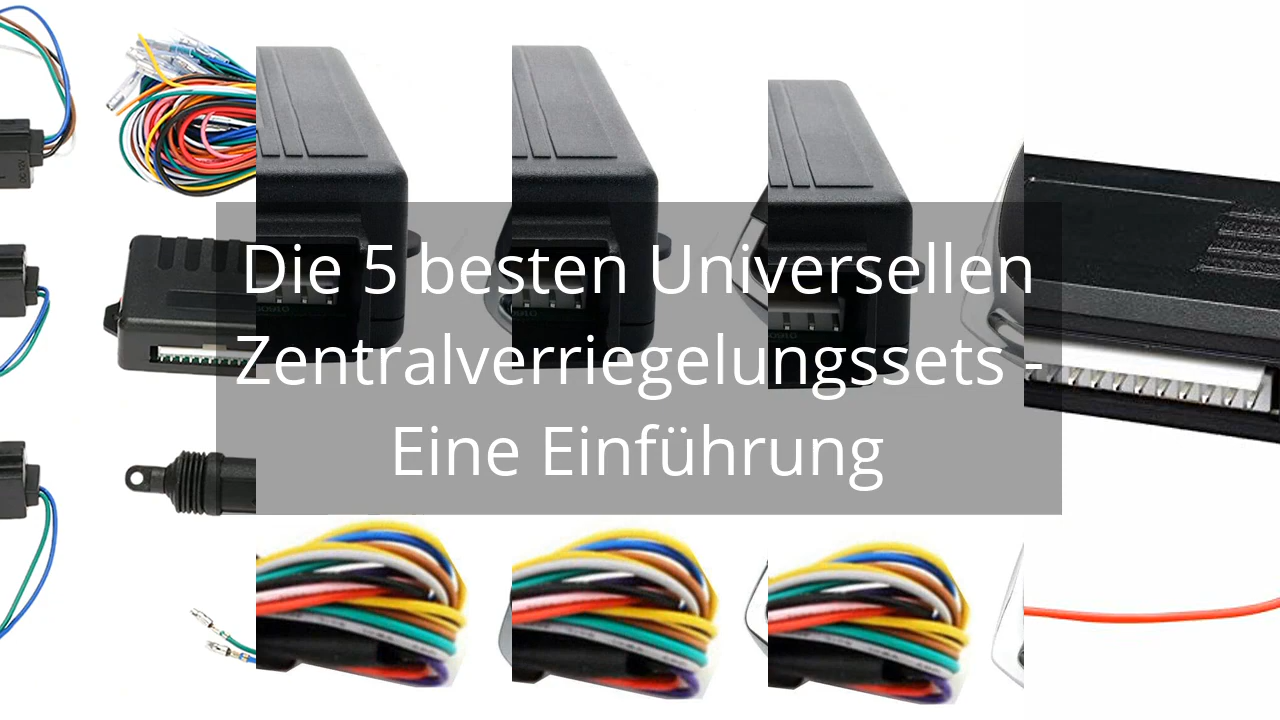 Die 5 besten Universellen
Zentralverriegelungssets -
Eine Einführung